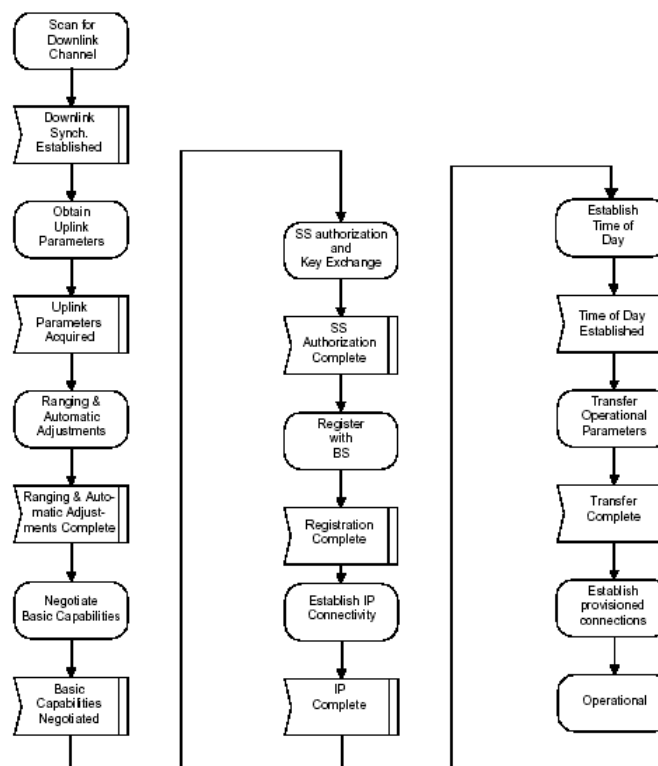 Scan for
Downlink
Channel
Downlink
Synch.
Established
Obtain
Uplink
Parameters
Uplink
Parameters
Acquired
Ranging &
Automatic
Adjustments
Ranging & Auto-
matic Adjust-
ments Complete
Negotiate
Basic Capabilities
Basic
Capabilities
Negotiated
SS authorization
and
Key Exchange
SS
Authorization
Complete
Register
with
BS
Registration
Complete
Establish IP
Connectivity
IP
Complete
Establish
Time of
Day
Time of Day
Established
Transfer
Operational
Parameters
Transfer
Complete
Establish
provisioned
connections
Operational